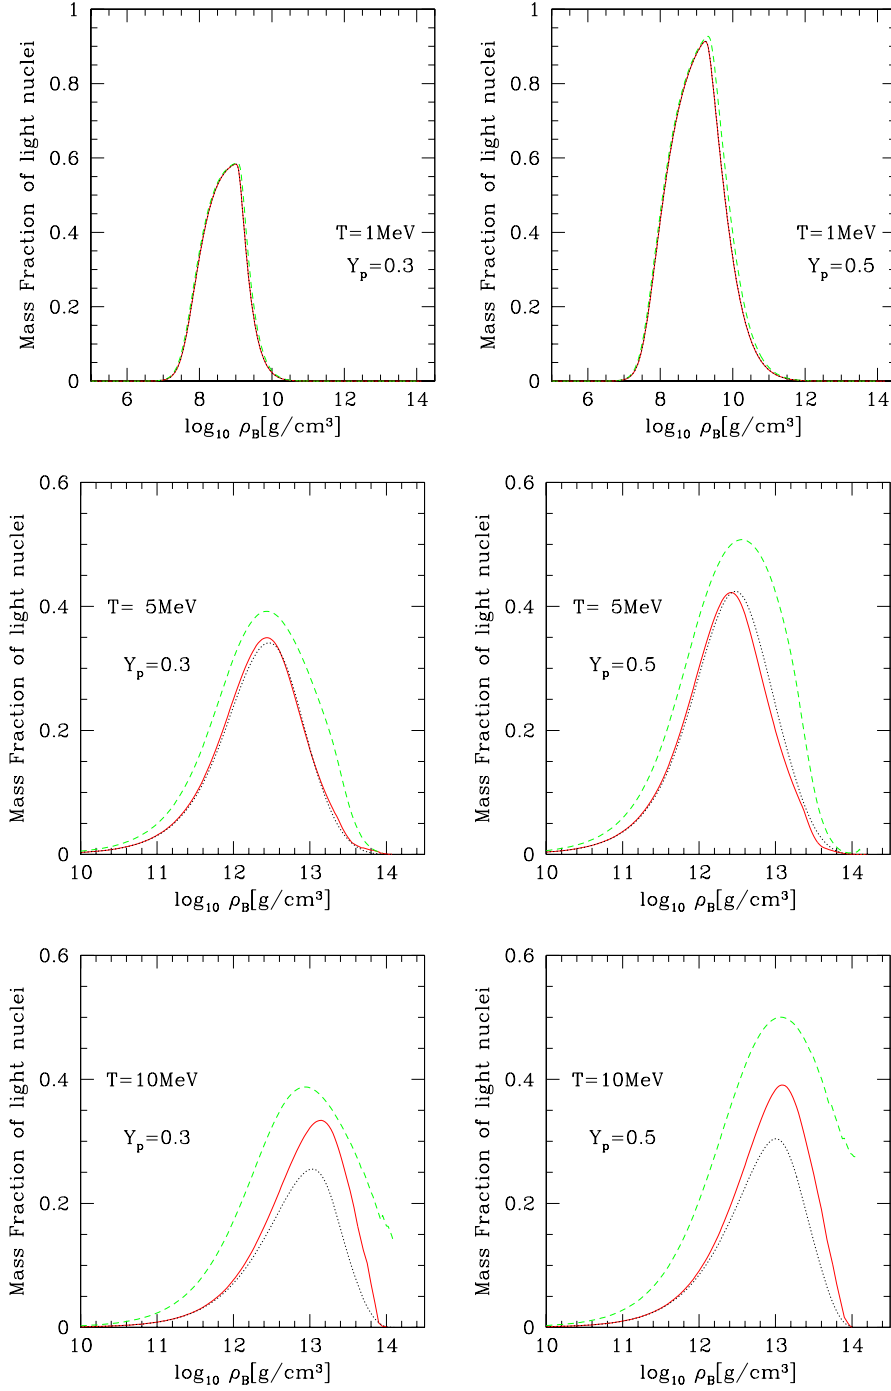 Mass Fraction of light nuclei
1
0.8
0.6
0.4
0.2
0
T=1MeV
Y_p=0.3
6 8 10 12 14
log₁₀ ρ_B[g/cm³]
Mass Fraction of light nuclei
1
0.8
0.6
0.4
0.2
0
T=1MeV
Y_p=0.5
6 8 10 12 14
log₁₀ ρ_B[g/cm³]
Mass Fraction of light nuclei
0.6
0.4
0.2
0
T= 5MeV
Y_p=0.3
10 11 12 13 14
log₁₀ ρ_B[g/cm³]
Mass Fraction of light nuclei
0.6
0.4
0.2
0
T= 5MeV
Y_p=0.5
10 11 12 13 14
log₁₀ ρ_B[g/cm³]
Mass Fraction of light nuclei
0.6
0.4
0.2
0
T=10MeV
Y_p=0.3
10 11 12 13 14
log₁₀ ρ_B[g/cm³]
Mass Fraction of light nuclei
0.6
0.4
0.2
0
T=10MeV
Y_p=0.5
10 11 12 13 14
log₁₀ ρ_B[g/cm³]